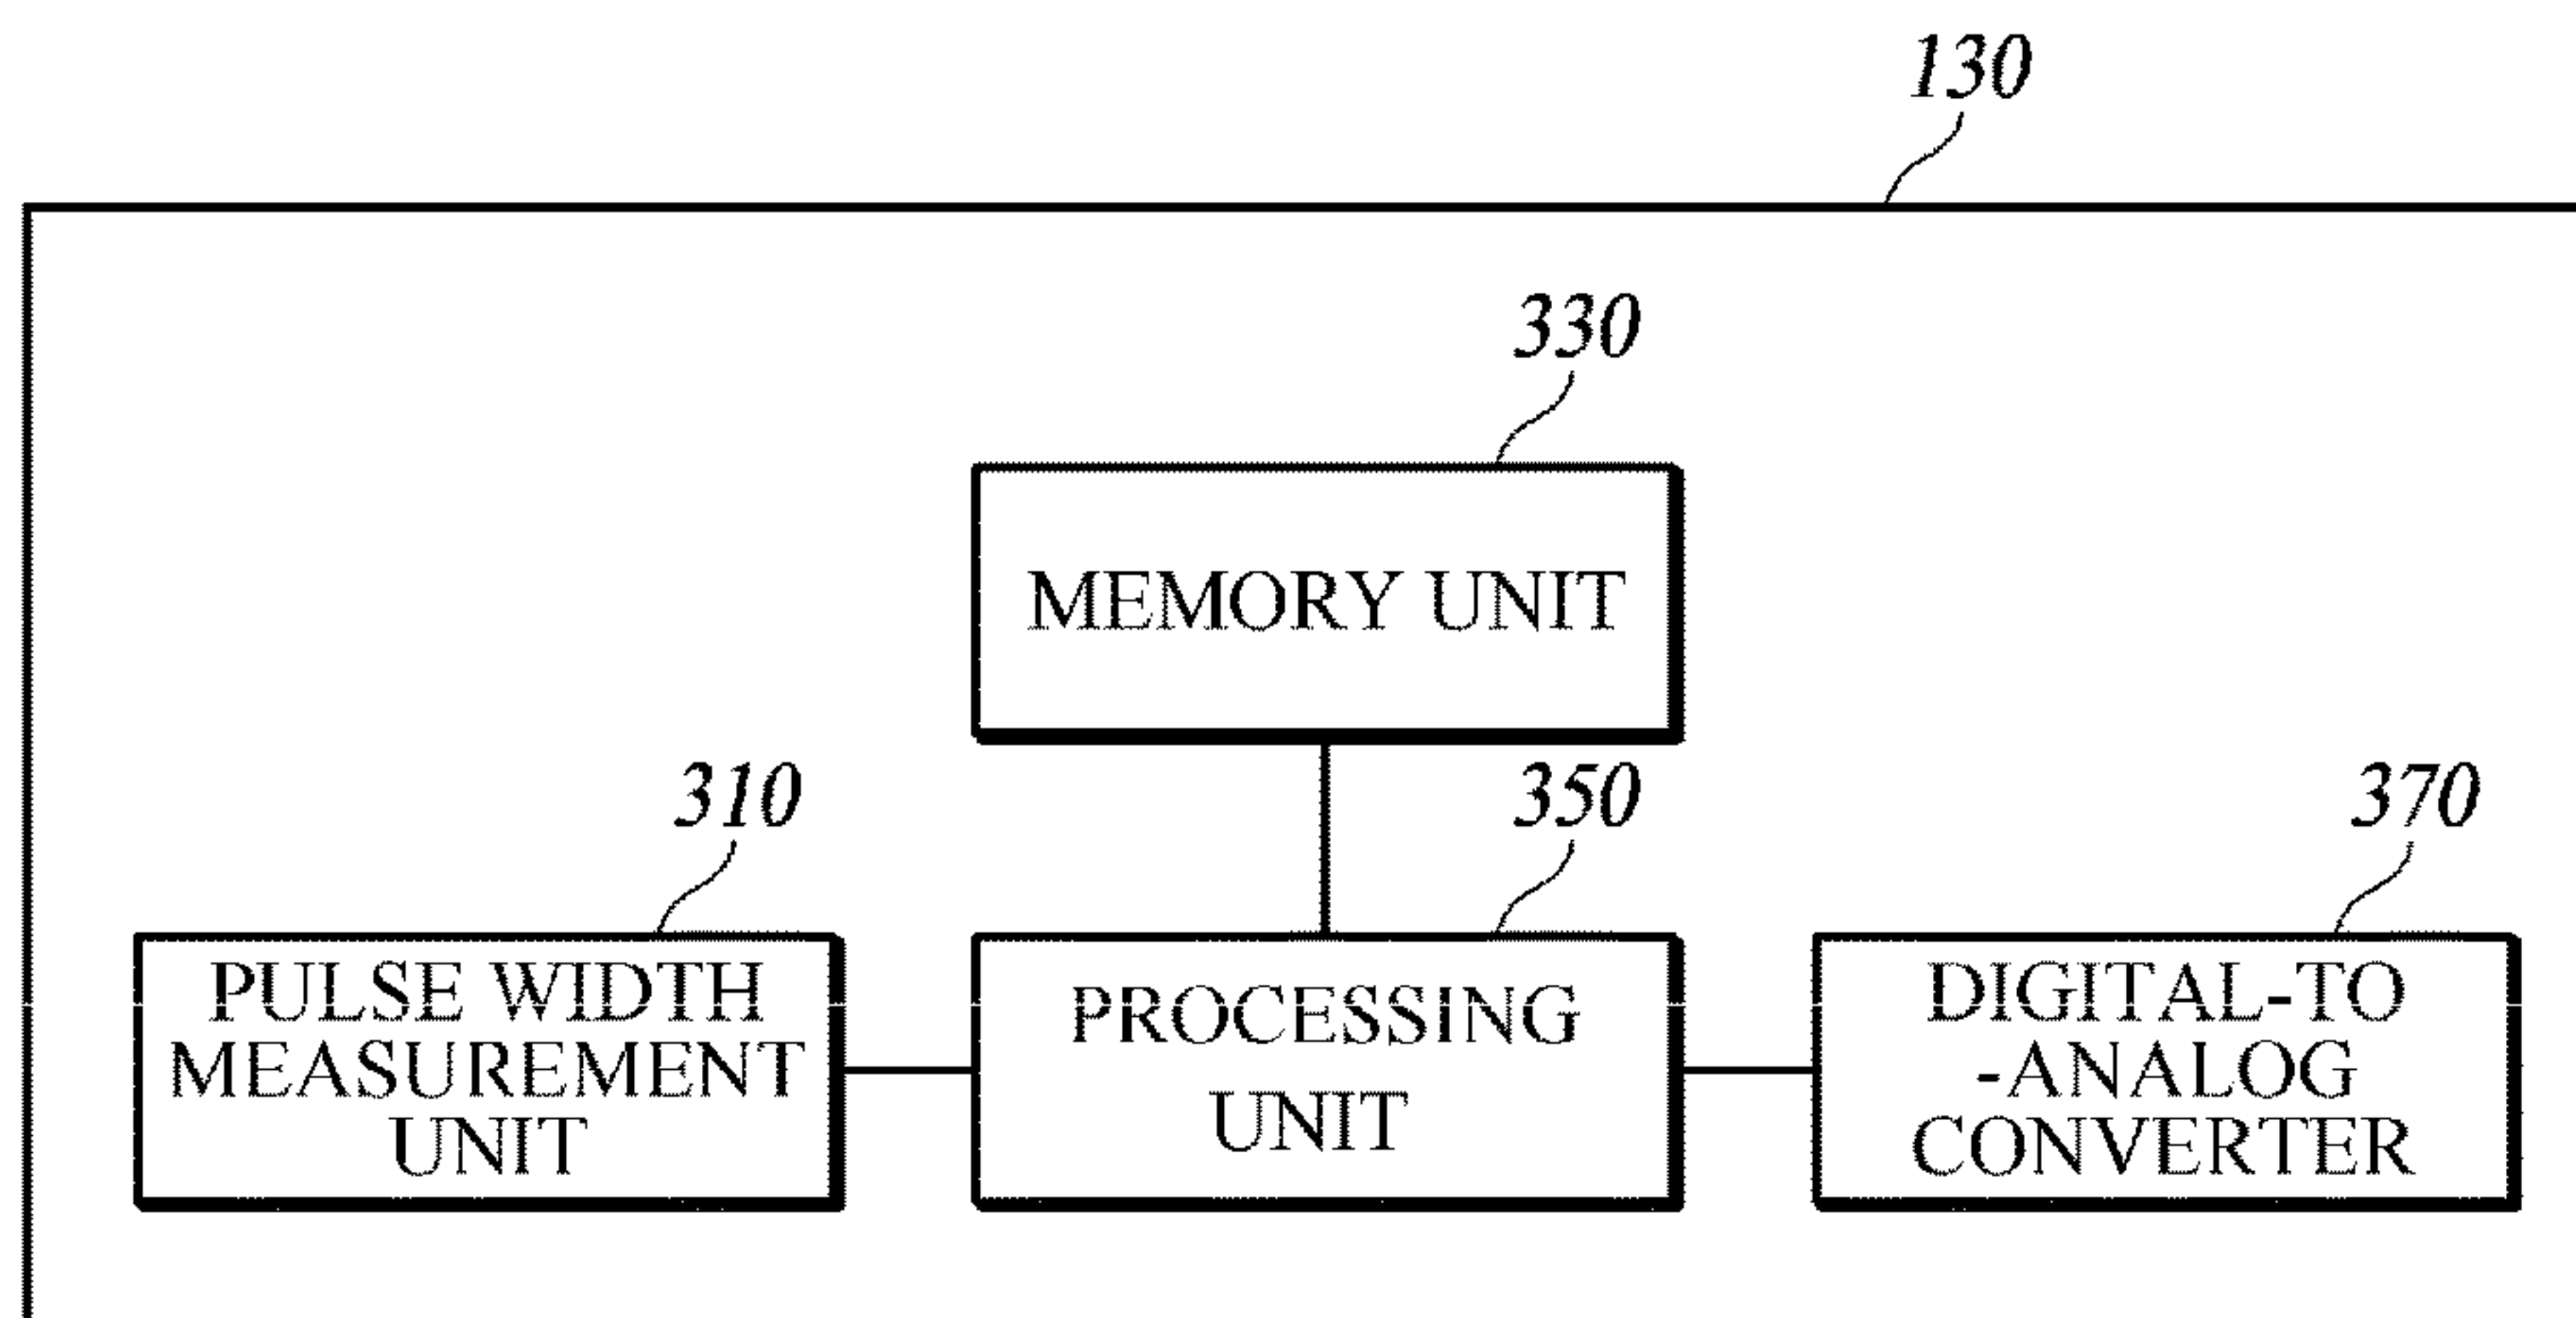 130
330
MEMORY UNIT
310
350
370
PULSE WIDTH
MEASUREMENT
UNIT
PROCESSING
UNIT
DIGITAL-TO
-ANALOG
CONVERTER